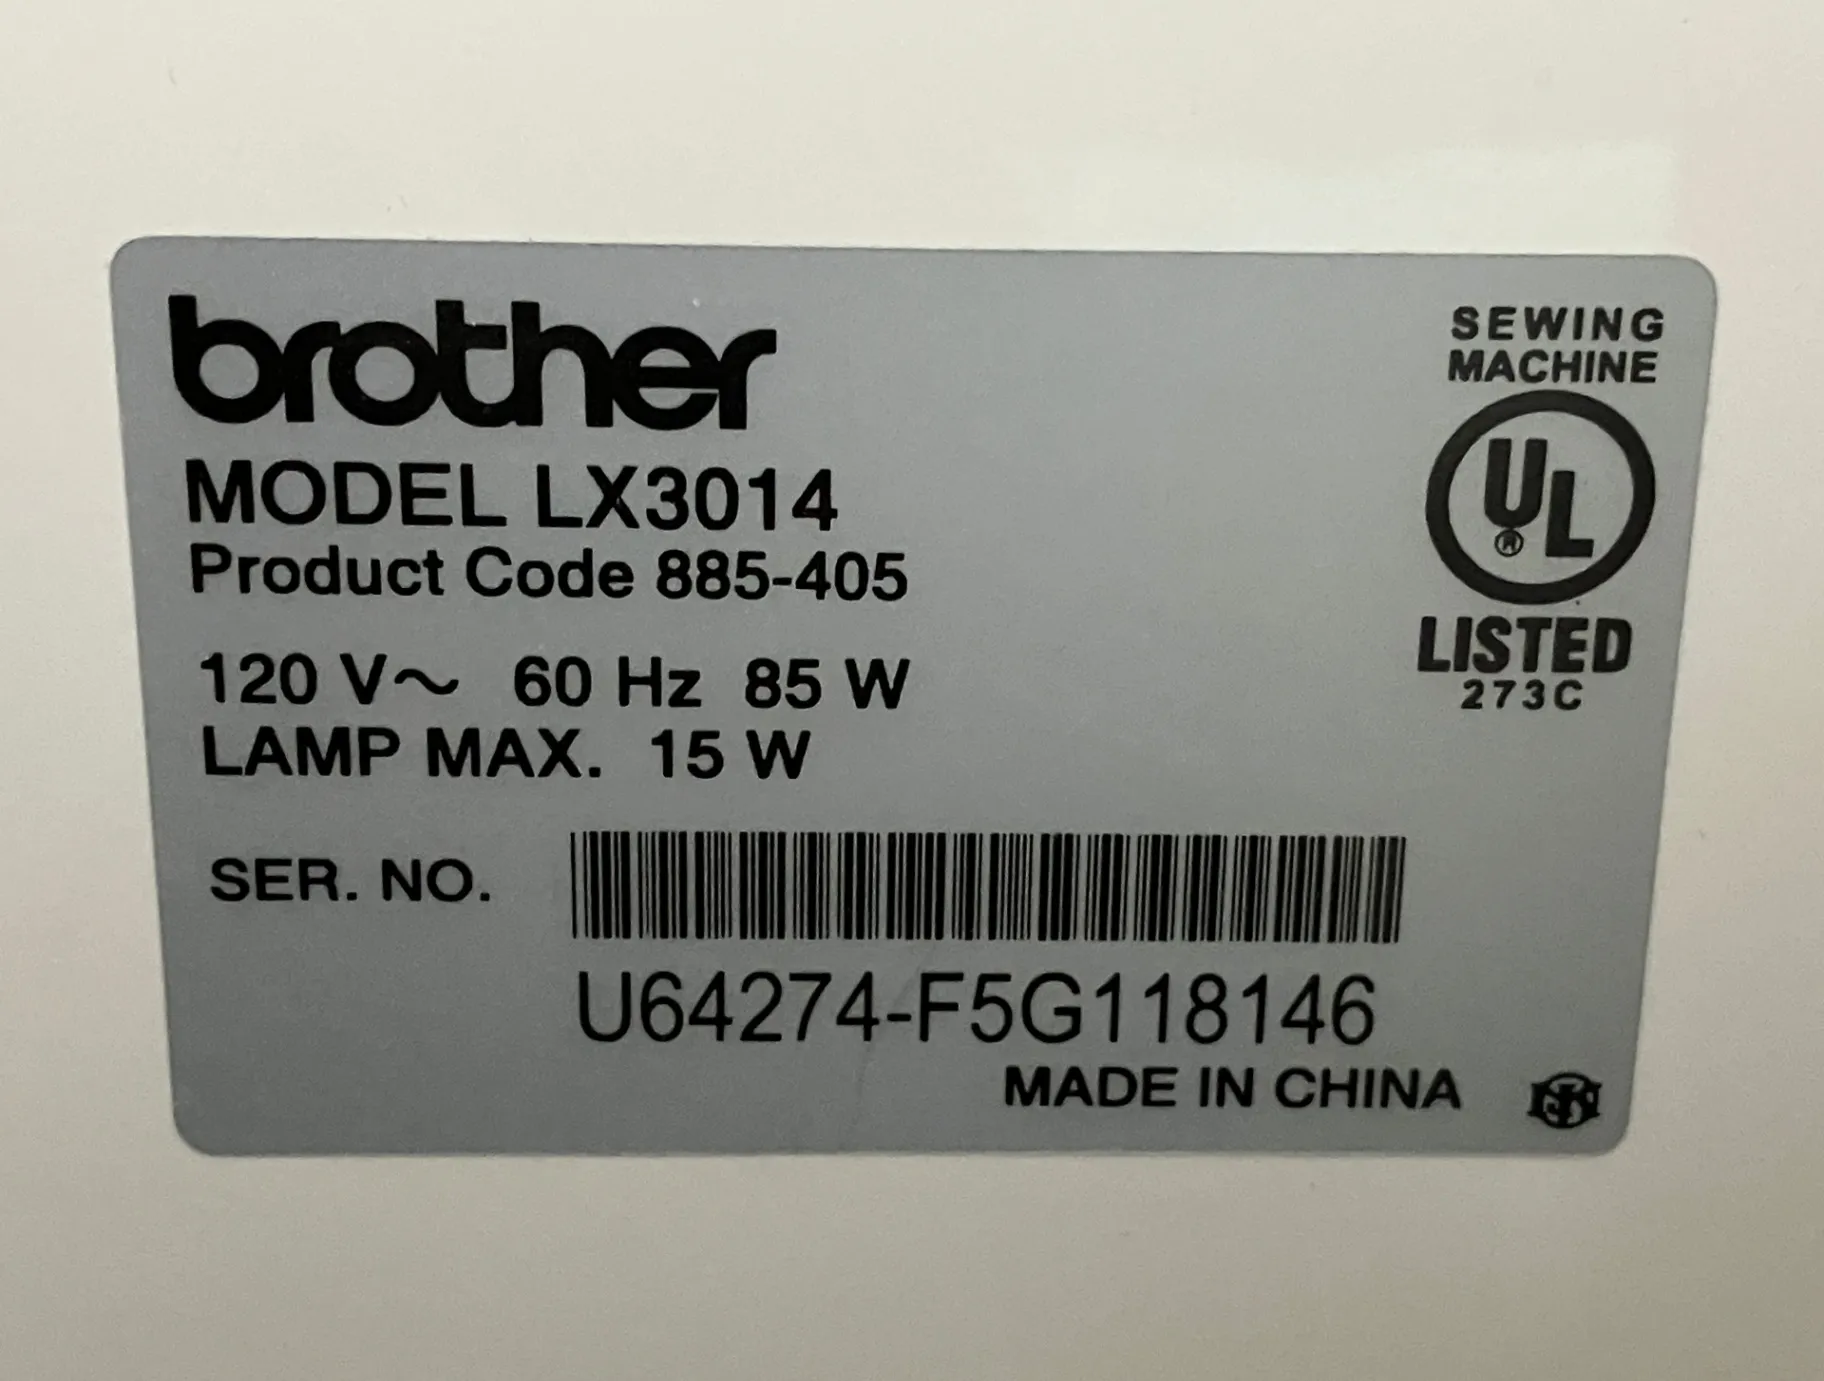 brother
MODEL LX3014
Product Code 885-405
120 V~ 60 Hz 85 W
LAMP MAX. 15 W
SER. NO.
U64274-F5G118146
MADE IN CHINA
SEWING
MACHINE
UL
®
LISTED
273C